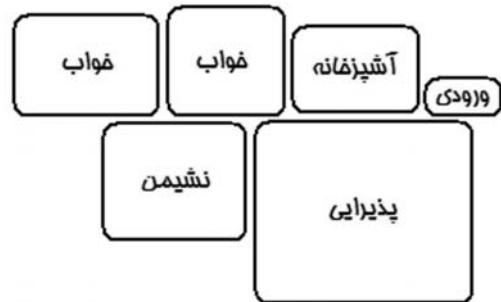 خواب
خواب
آشپزخانه
ورودی
نشیمن
پذیرایی